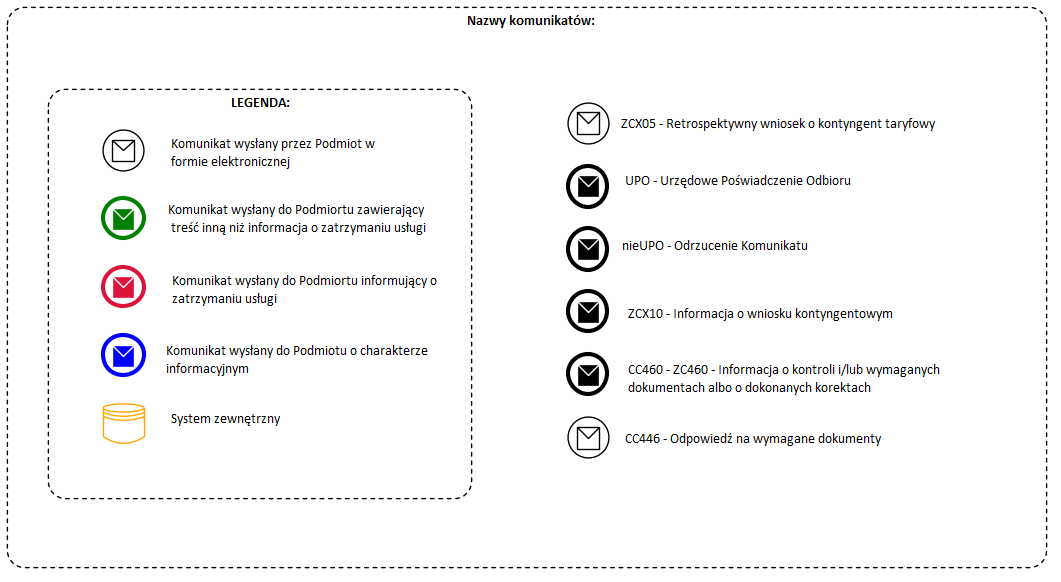 Nazwy komunikatów:
LEGENDA:
Komunikat wysłany przez Podmiot w
formie elektronicznej
Komunikat wysłany do Podmiortu zawierający
treść inną niż informacja o zatrzymaniu usługi
Komunikat wysłany do Podmiortu informujący o
zatrzymaniu usługi
Komunikat wysłany do Podmiotu o charakterze
informacyjnym
System zewnętrzny
ZCX05 - Retrospektywny wniosek o kontyngent taryfowy
UPO - Urzędowe Poświadczenie Odbioru
nieUPO - Odrzucenie Komunikatu
ZCX10 - Informacja o wniosku kontyngentowym
CC460 - ZC460 - Informacja o kontroli i/lub wymaganych
dokumentach albo o dokonanych korektach
CC446 - Odpowiedź na wymagane dokumenty